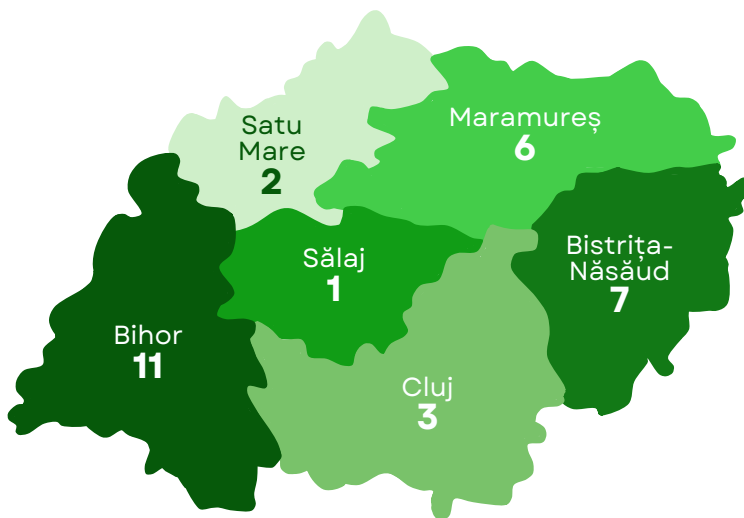 Satu
Mare
2
Maramureș
6
Bistrița-
Năsăud
7
Sălaj
1
Bihor
11
Cluj
3